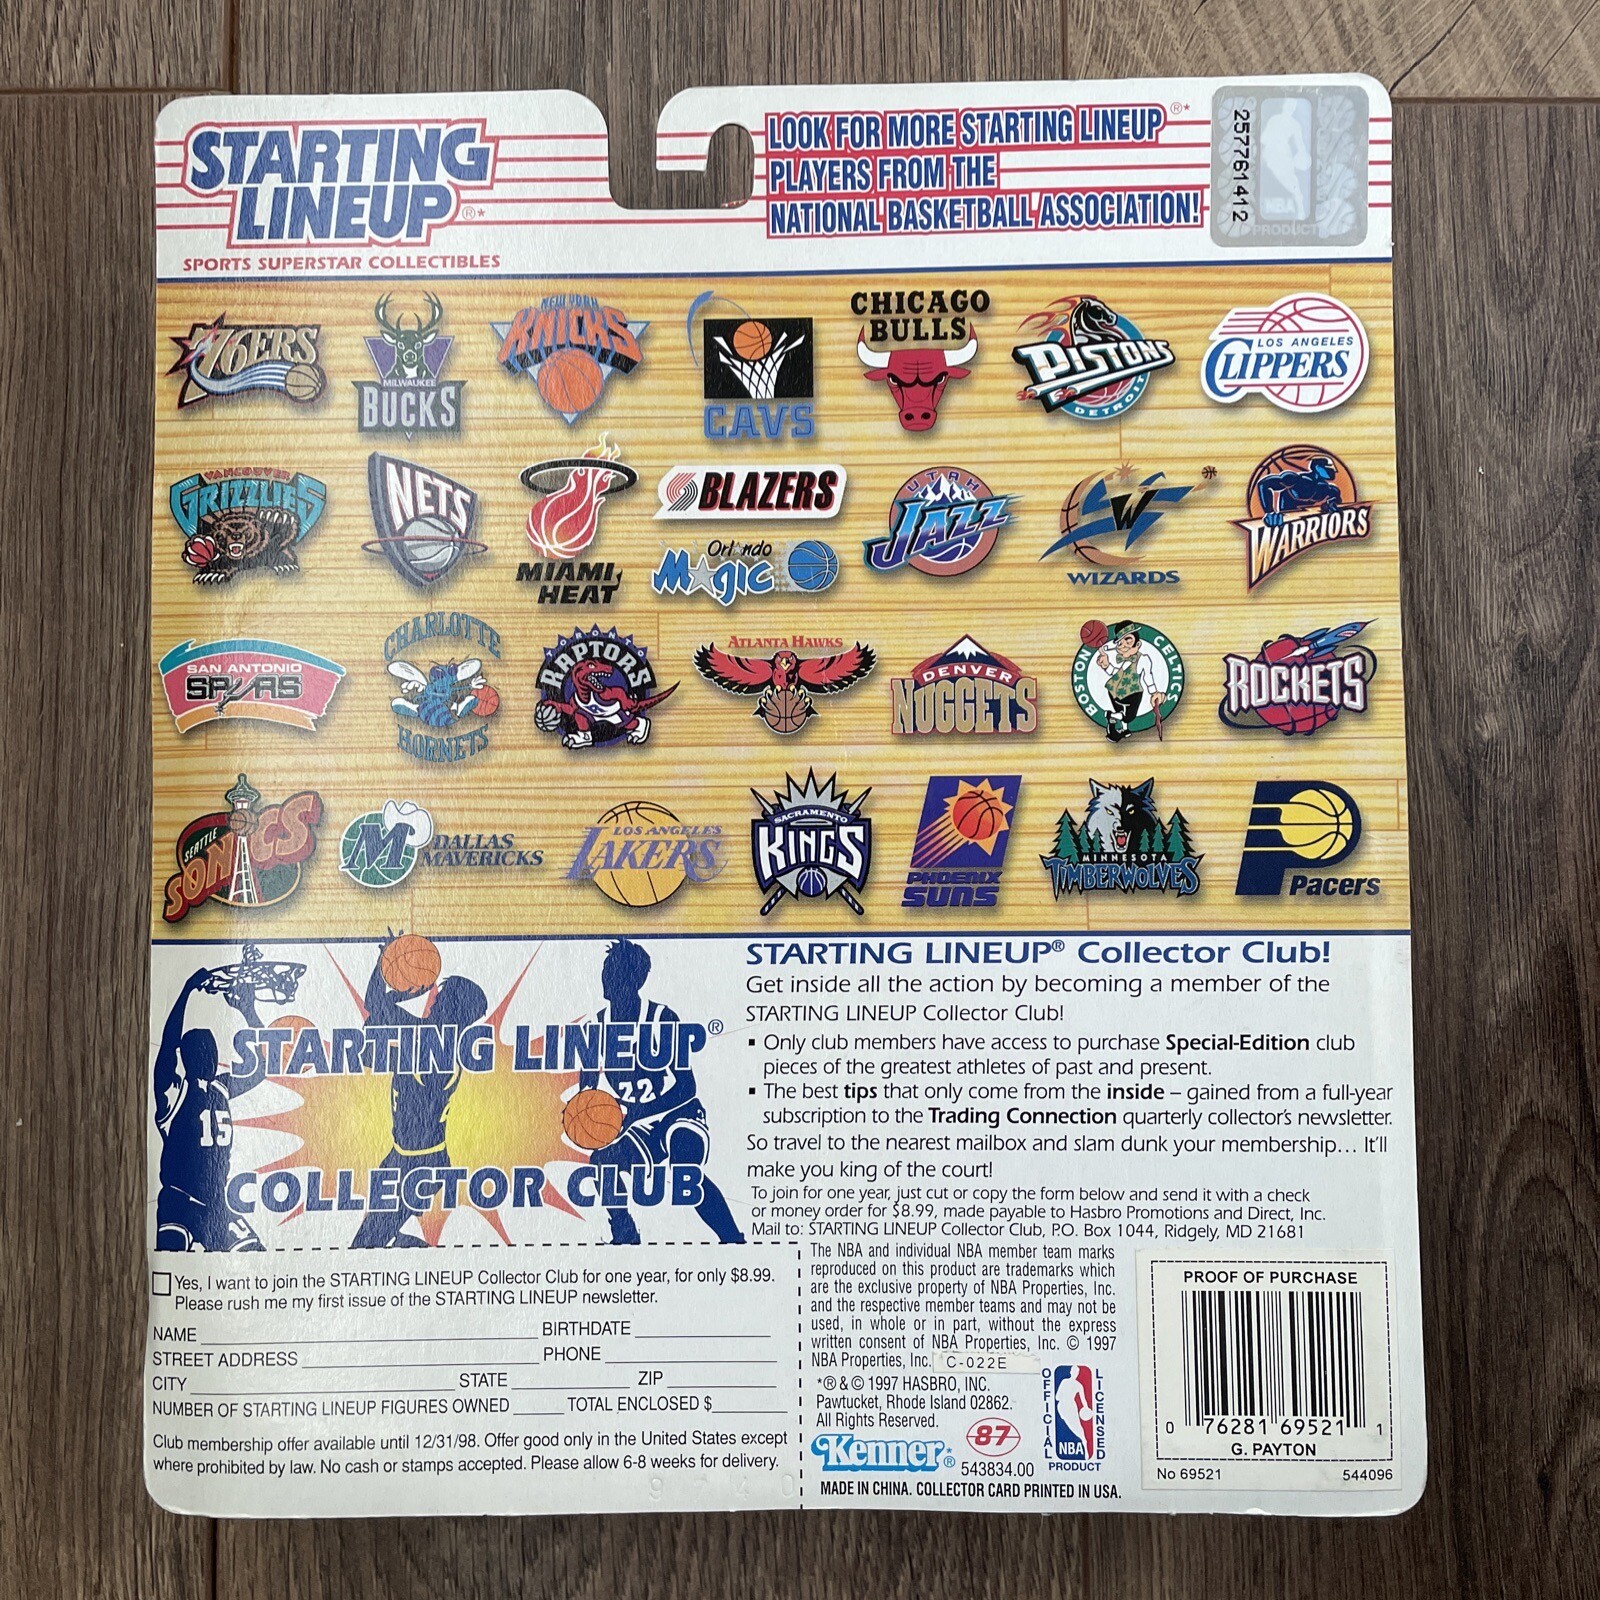 STARTING
LINEUP®*
SPORTS SUPERSTAR COLLECTIBLES
LOOK FOR MORE STARTING LINEUP®*
PLAYERS FROM THE
NATIONAL BASKETBALL ASSOCIATION!
257761412
NBA
PRODUCT
76ERS
MILWAUKEE
BUCKS
NEW YORK
KNICKS
CAVS
CHICAGO
BULLS
PISTONS
DETROIT
LOS ANGELES
CLIPPERS
VANCOUVER
GRIZZLIES
NETS
MIAMI
HEAT
BLAZERS
Orlando
Magic
UTAH
JAZZ
W
WIZARDS
WARRIORS
SAN ANTONIO
SPURS
CHARLOTTE
HORNETS
TORONTO
RAPTORS
ATLANTA HAWKS
DENVER
NUGGETS
BOSTON
CELTICS
ROCKETS
SEATTLE
SONICS
M
DALLAS
MAVERICKS
LOS ANGELES
LAKERS
SACRAMENTO
KINGS
PHOENIX
SUNS
MINNESOTA
TIMBERWOLVES
P
Pacers
STARTING LINEUP®
COLLECTOR CLUB
15
22
STARTING LINEUP® Collector Club!
Get inside all the action by becoming a member of the
STARTING LINEUP Collector Club!
▪ Only club members have access to purchase Special-Edition club
pieces of the greatest athletes of past and present.
▪ The best tips that only come from the inside – gained from a full-year
subscription to the Trading Connection quarterly collector's newsletter.
So travel to the nearest mailbox and slam dunk your membership... It'll
make you king of the court!
To join for one year, just cut or copy the form below and send it with a check
or money order for $8.99, made payable to Hasbro Promotions and Direct, Inc.
Mail to: STARTING LINEUP Collector Club, P.O. Box 1044, Ridgely, MD 21681
Yes, I want to join the STARTING LINEUP Collector Club for one year, for only $8.99.
Please rush me my first issue of the STARTING LINEUP newsletter.
NAME BIRTHDATE
STREET ADDRESS PHONE
CITY STATE ZIP
NUMBER OF STARTING LINEUP FIGURES OWNED TOTAL ENCLOSED $
Club membership offer available until 12/31/98. Offer good only in the United States except
where prohibited by law. No cash or stamps accepted. Please allow 6-8 weeks for delivery.
9 7 4 0
The NBA and individual NBA member team marks
reproduced on this product are trademarks which
are the exclusive property of NBA Properties, Inc.
and the respective member teams and may not be
used, in whole or in part, without the express
written consent of NBA Properties, Inc. © 1997
NBA Properties, Inc. C-022E
*® & © 1997 HASBRO, INC.
Pawtucket, Rhode Island 02862.
All Rights Reserved.
Kenner®
87
543834.00
OFFICIAL
LICENSED
NBA
PRODUCT
MADE IN CHINA. COLLECTOR CARD PRINTED IN USA.
PROOF OF PURCHASE
0 76281 69521 1
G. PAYTON
No 69521 544096